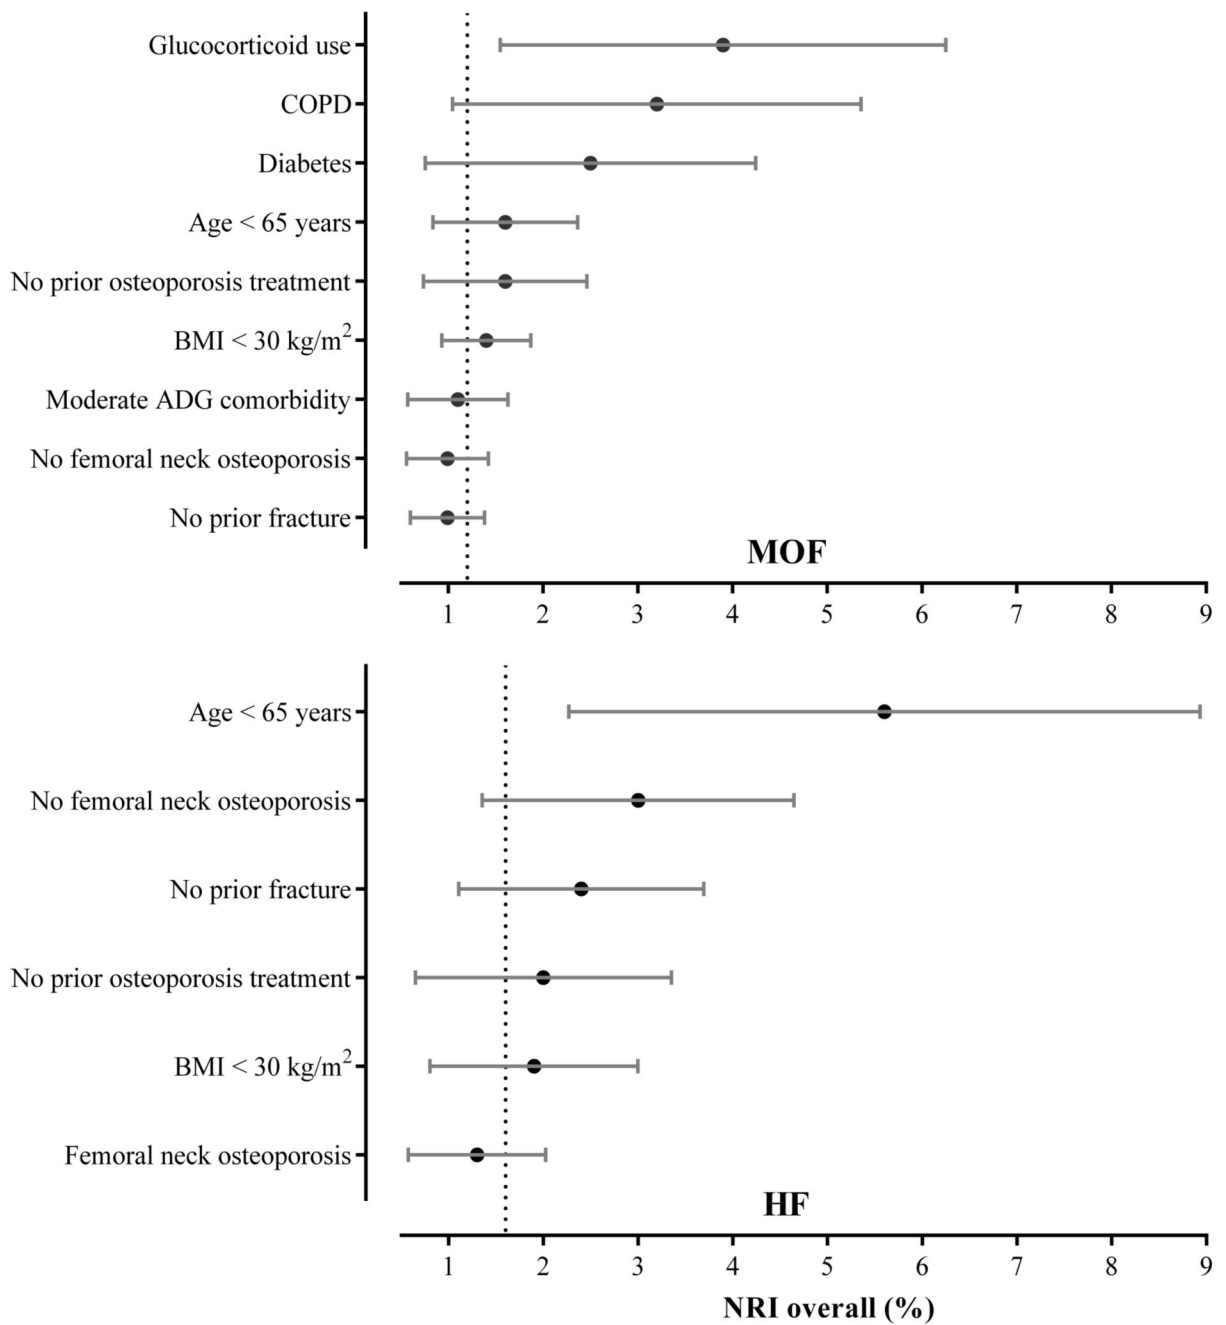 Glucocorticoid use
COPD
Diabetes
Age < 65 years
No prior osteoporosis treatment
BMI < 30 kg/m²
Moderate ADG comorbidity
No femoral neck osteoporosis
No prior fracture
MOF
1 2 3 4 5 6 7 8 9
Age < 65 years
No femoral neck osteoporosis
No prior fracture
No prior osteoporosis treatment
BMI < 30 kg/m²
Femoral neck osteoporosis
HF
1 2 3 4 5 6 7 8 9
NRI overall (%)